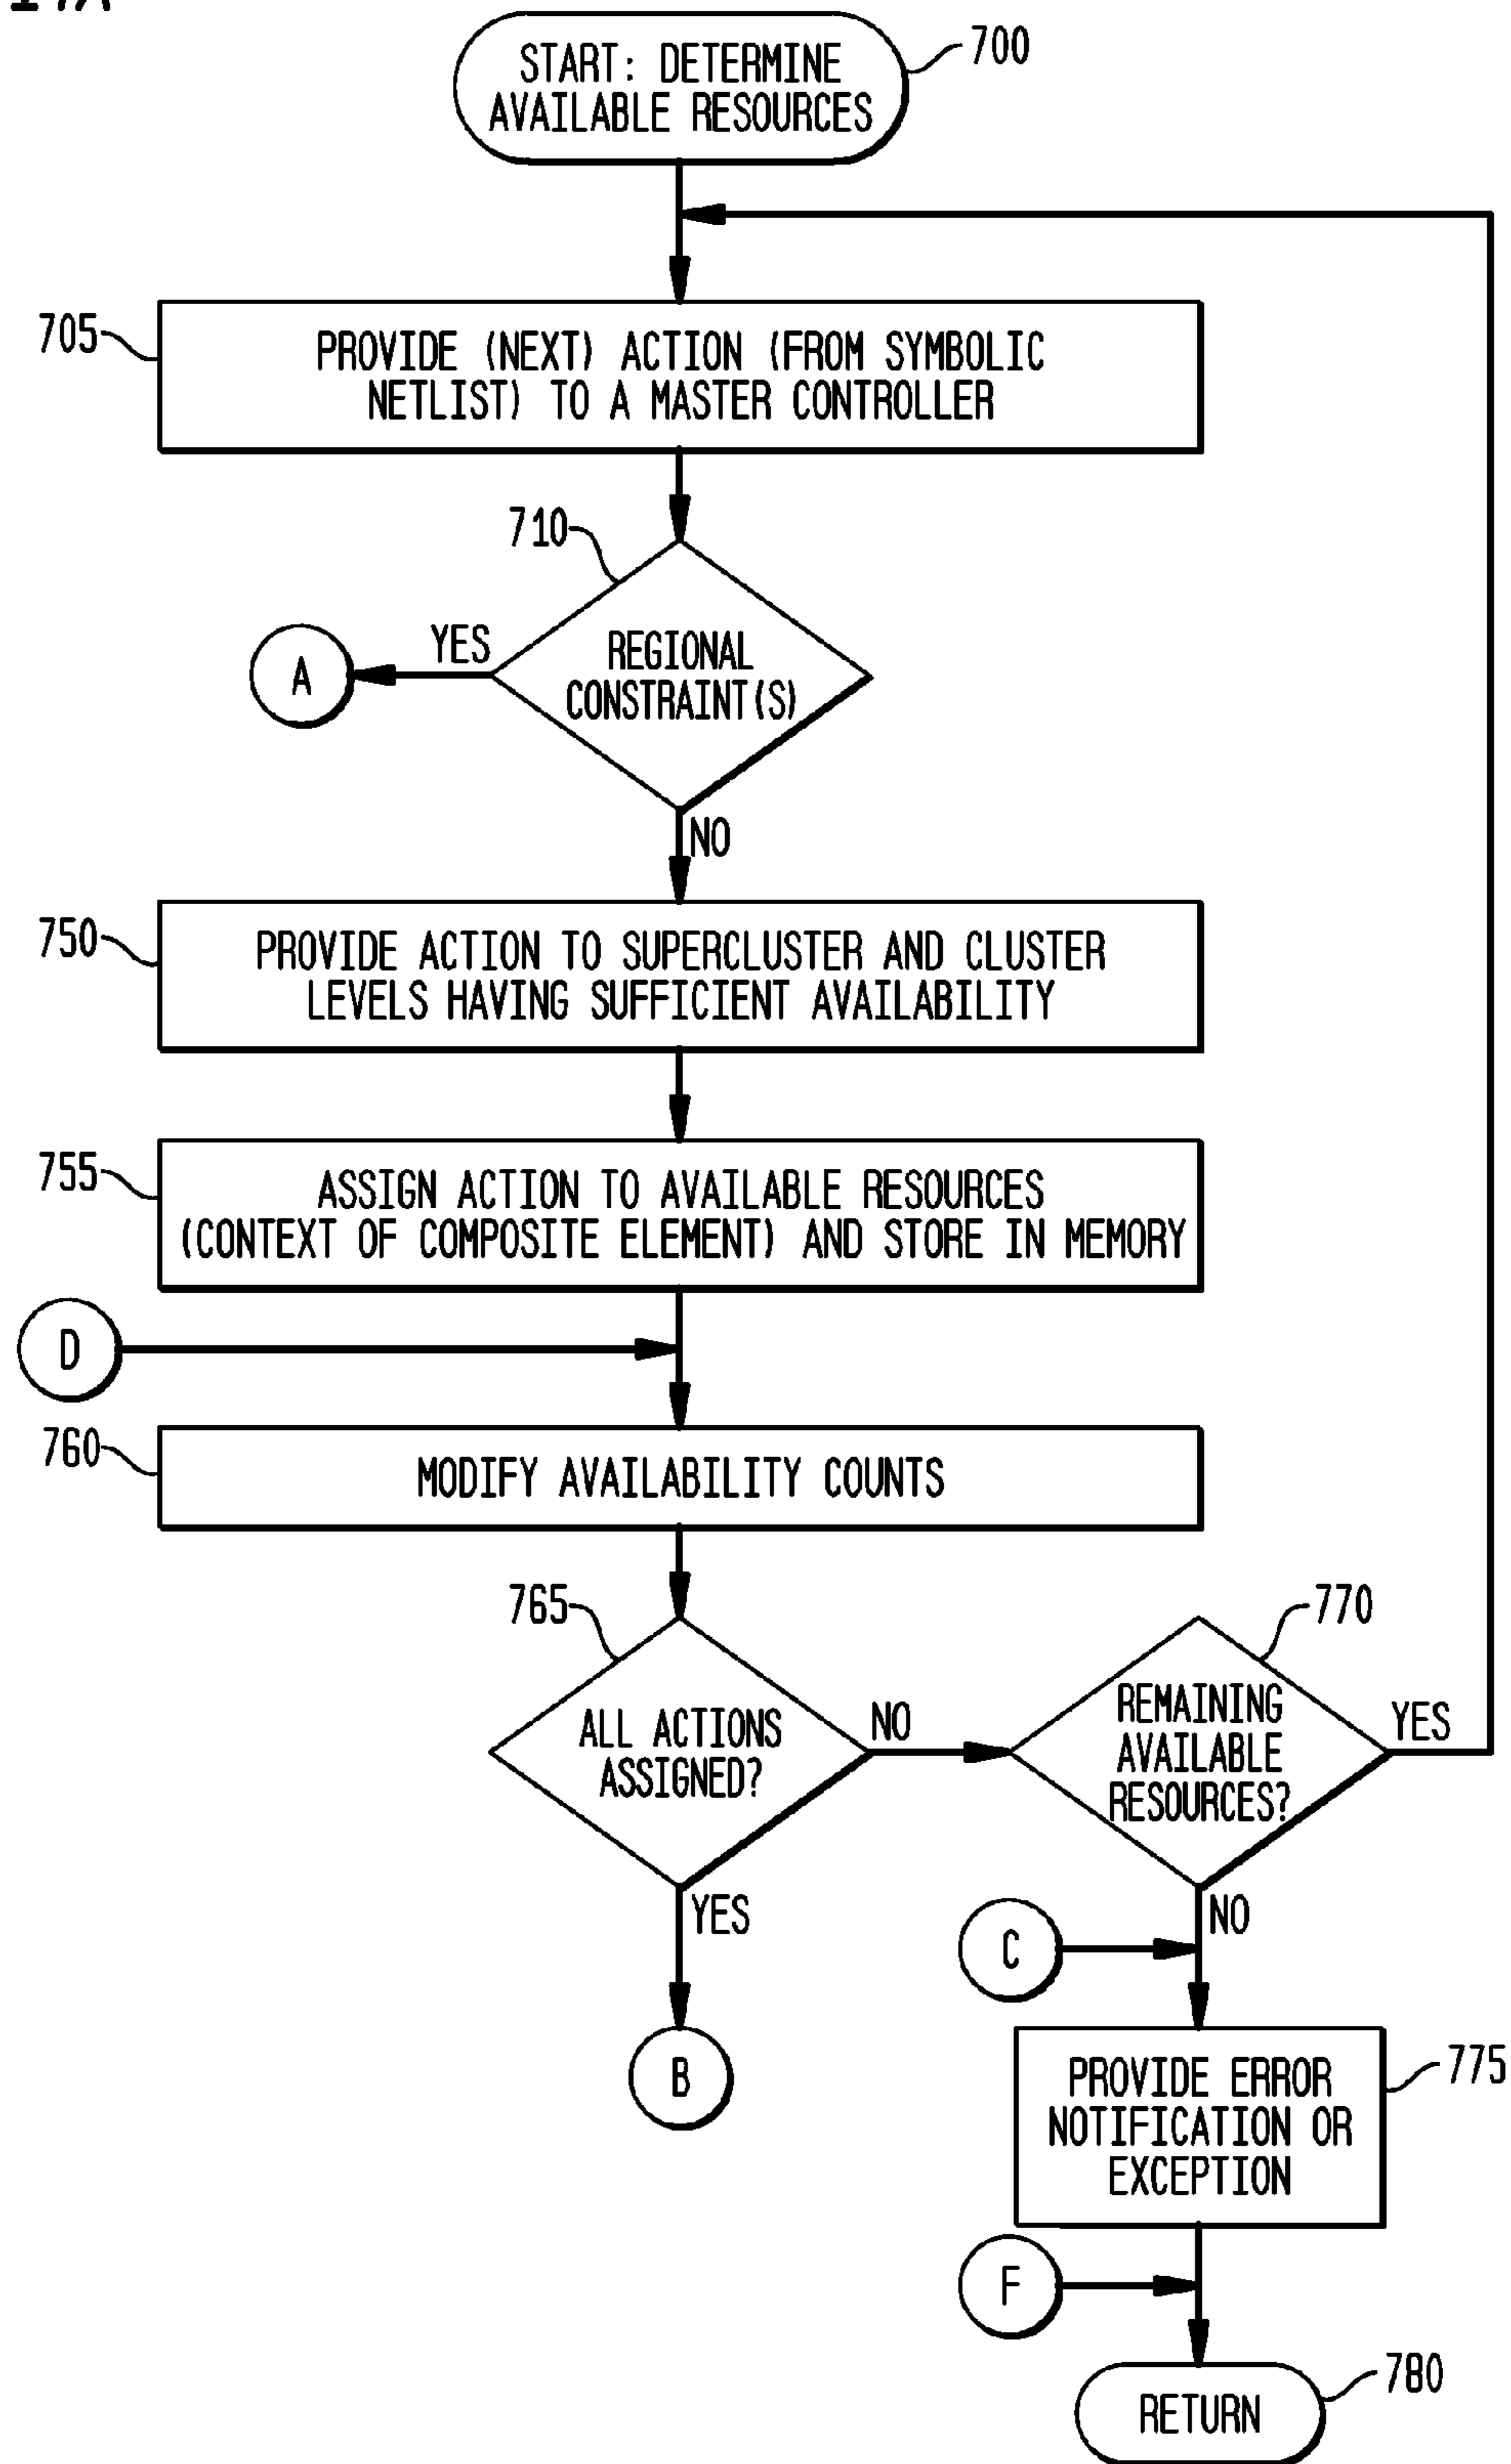 START: DETERMINE
AVAILABLE RESOURCES
700
705
PROVIDE (NEXT) ACTION (FROM SYMBOLIC
NETLIST) TO A MASTER CONTROLLER
710
YES
A
REGIONAL
CONSTRAINT(S)
NO
750
PROVIDE ACTION TO SUPERCLUSTER AND CLUSTER
LEVELS HAVING SUFFICIENT AVAILABILITY
755
ASSIGN ACTION TO AVAILABLE RESOURCES
(CONTEXT OF COMPOSITE ELEMENT) AND STORE IN MEMORY
D
760
MODIFY AVAILABILITY COUNTS
765
ALL ACTIONS
ASSIGNED?
NO
770
REMAINING
AVAILABLE
RESOURCES?
YES
YES
B
NO
C
775
PROVIDE ERROR
NOTIFICATION OR
EXCEPTION
F
780
RETURN